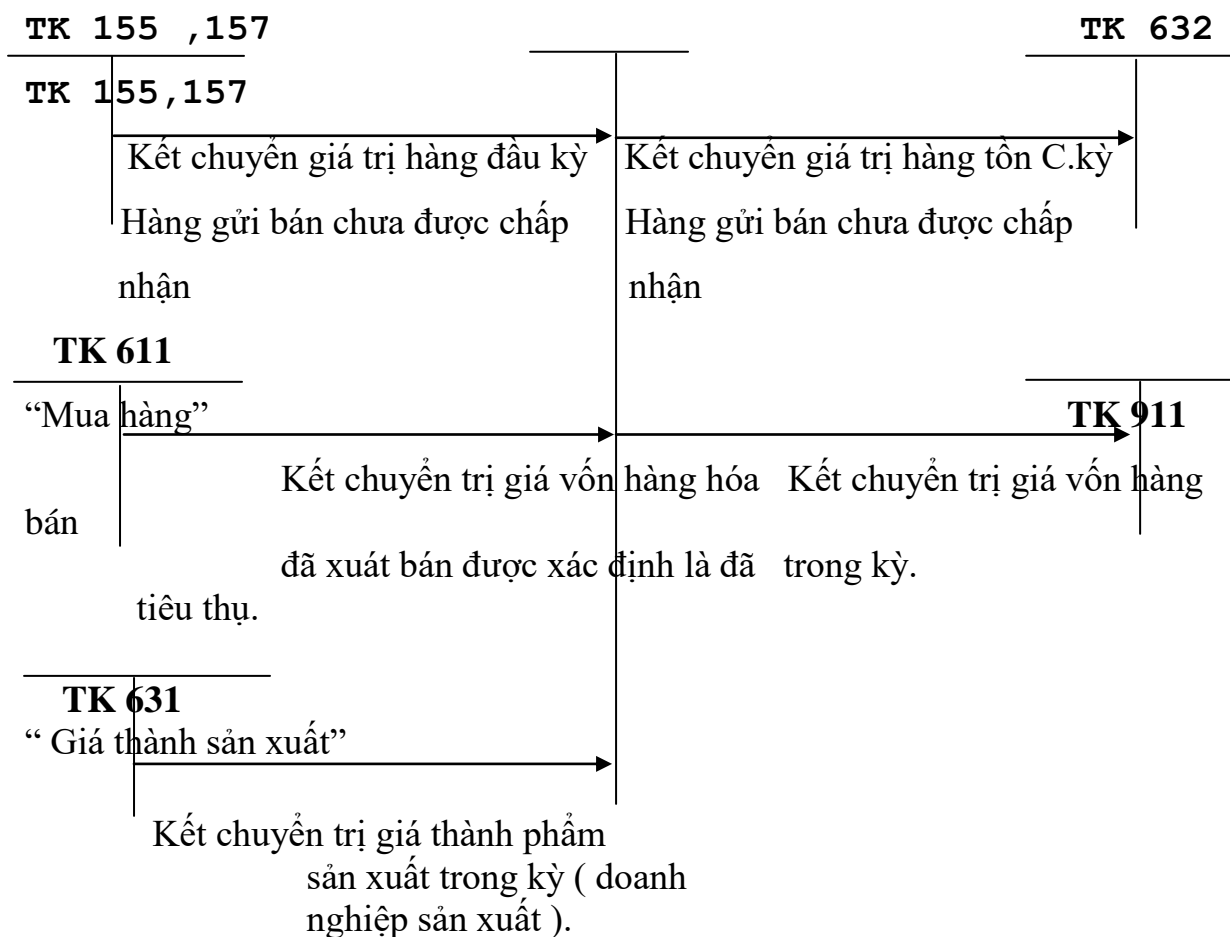 TK 155 ,157 TK 632
TK 155,157
Kết chuyển giá trị hàng đầu kỳ Kết chuyển giá trị hàng tồn C.kỳ
Hàng gửi bán chưa được chấp Hàng gửi bán chưa được chấp
nhận nhận
TK 611
“Mua hàng” TK 911
Kết chuyển trị giá vốn hàng hóa Kết chuyển trị giá vốn hàng
bán
đã xuát bán được xác định là đã trong kỳ.
tiêu thụ.
TK 631
“ Giá thành sản xuất”
Kết chuyển trị giá thành phẩm
sản xuất trong kỳ ( doanh
nghiệp sản xuất ).